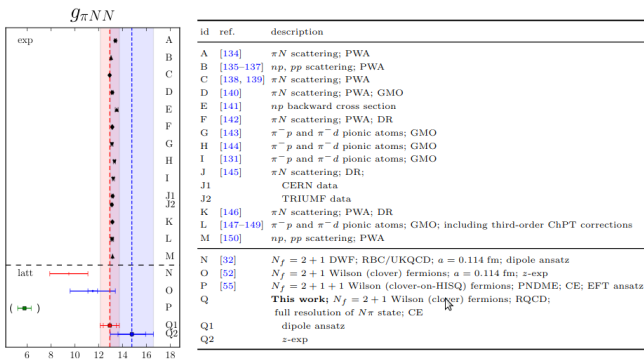 g_{πNN}
exp
A
B
C
D
E
F
G
H
I
J1
J2
K
L
M
latt
N
O
( ) P
Q1
Q2
6 8 10 12 14 16 18
id ref. description
A [134] πN scattering; PWA
B [135–137] np, pp scattering; PWA
C [138, 139] πN scattering; PWA
D [140] πN scattering; PWA; GMO
E [141] np backward cross section
F [142] πN scattering; PWA; DR
G [143] π⁻p and π⁻d pionic atoms; GMO
H [144] π⁻p and π⁻d pionic atoms; GMO
I [131] π⁻p and π⁻d pionic atoms; GMO
J [145] πN scattering; DR;
J1 CERN data
J2 TRIUMF data
K [146] πN scattering; PWA; DR
L [147–149] π⁻p and π⁻d pionic atoms; GMO; including third-order ChPT corrections
M [150] np, pp scattering; PWA
N [32] N_f = 2 + 1 DWF; RBC/UKQCD; a = 0.114 fm; dipole ansatz
O [52] N_f = 2 + 1 Wilson (clover) fermions; a = 0.114 fm; z-exp
P [55] N_f = 2 + 1 + 1 Wilson (clover-on-HISQ) fermions; PNDME; CE; EFT ansatz
Q This work; N_f = 2 + 1 Wilson (clover) fermions; RQCD;
full resolution of Nπ state; CE
Q1 dipole ansatz
Q2 z-exp